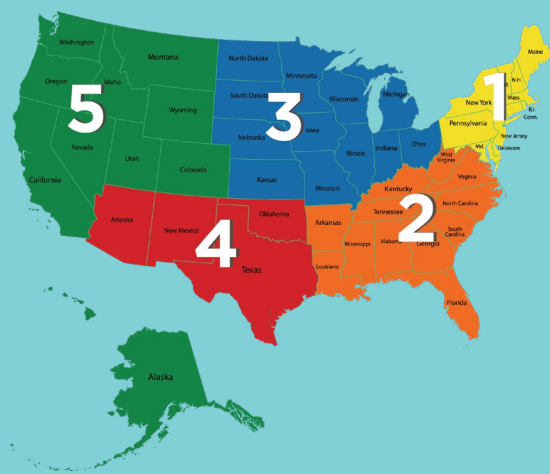 Washington
Montana
North Dakota
Minnesota
Maine
Oregon
Idaho
5
Wyoming
South Dakota
3
Wisconsin
Michigan
1
N.H.
New York
Mass.
R.I.
Conn.
Pennsylvania
New Jersey
Delaware
Md.
Nevada
Utah
Colorado
Nebraska
Iowa
Illinois
Indiana
Ohio
West
Virginia
Virginia
California
Kansas
Missouri
Kentucky
2
North Carolina
Tennessee
South
Carolina
Arizona
New Mexico
4
Oklahoma
Arkansas
Mississippi
Alabama
Georgia
Texas
Louisiana
Florida
Alaska